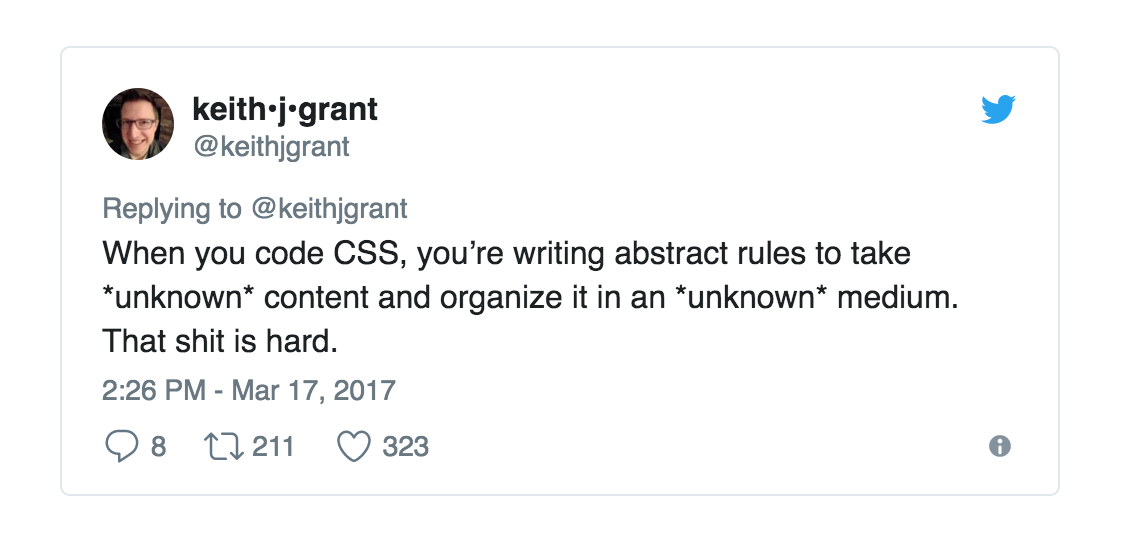 keith•j•grant
@keithjgrant
Replying to @keithjgrant
When you code CSS, you’re writing abstract rules to take
*unknown* content and organize it in an *unknown* medium.
That shit is hard.
2:26 PM - Mar 17, 2017
8 211 323